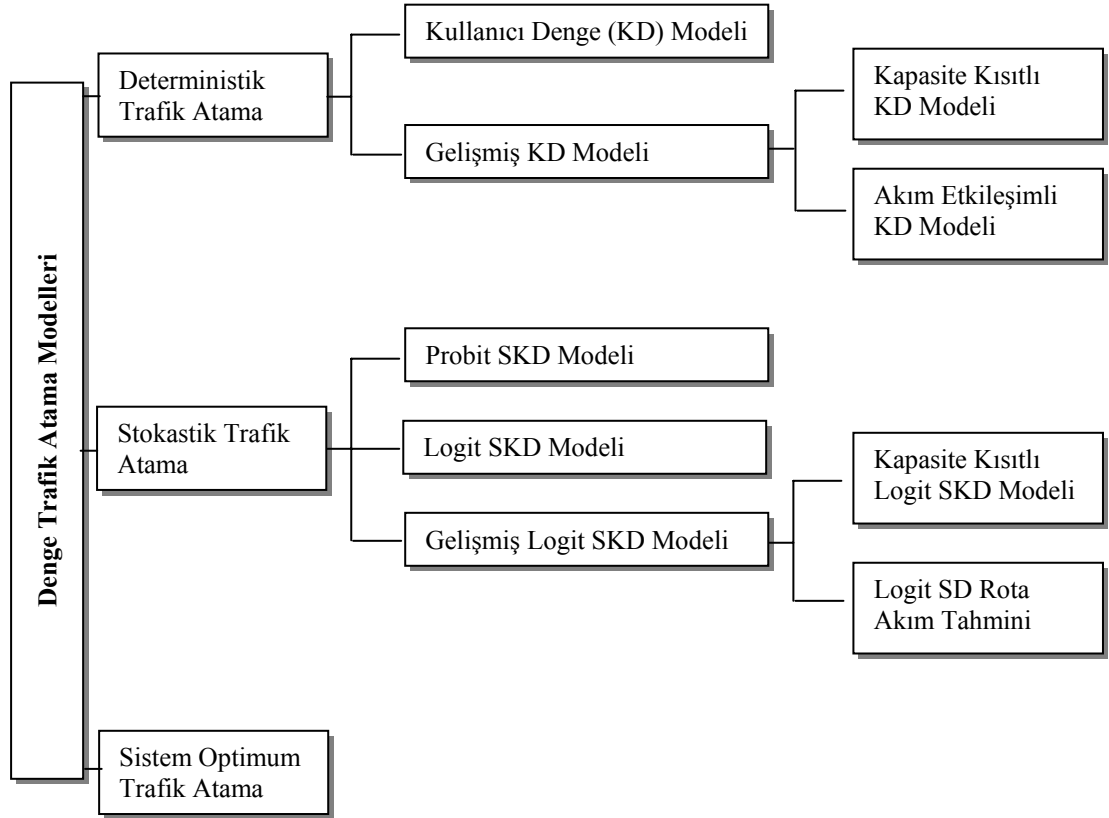 Denge Trafik Atama Modelleri
Deterministik
Trafik Atama
Kullanıcı Denge (KD) Modeli
Gelişmiş KD Modeli
Kapasite Kısıtlı
KD Modeli
Akım Etkileşimli
KD Modeli
Stokastik Trafik
Atama
Probit SKD Modeli
Logit SKD Modeli
Gelişmiş Logit SKD Modeli
Kapasite Kısıtlı
Logit SKD Modeli
Logit SD Rota
Akım Tahmini
Sistem Optimum
Trafik Atama